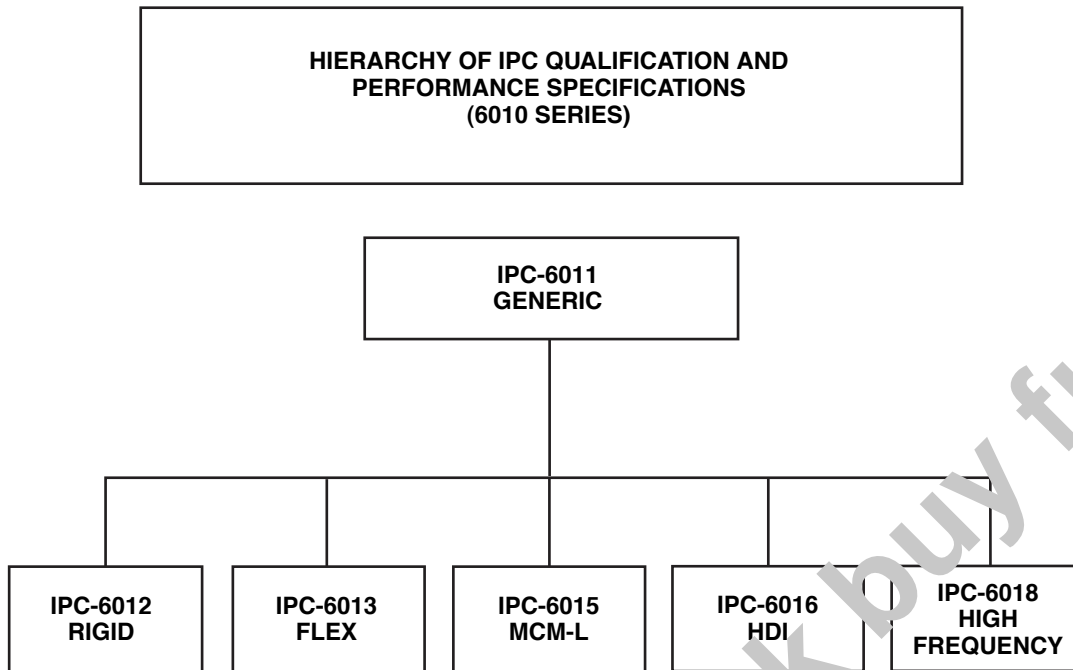 HIERARCHY OF IPC QUALIFICATION AND
PERFORMANCE SPECIFICATIONS
(6010 SERIES)
IPC-6011
GENERIC
IPC-6012
RIGID
IPC-6013
FLEX
IPC-6015
MCM-L
IPC-6016
HDI
IPC-6018
HIGH
FREQUENCY
buy